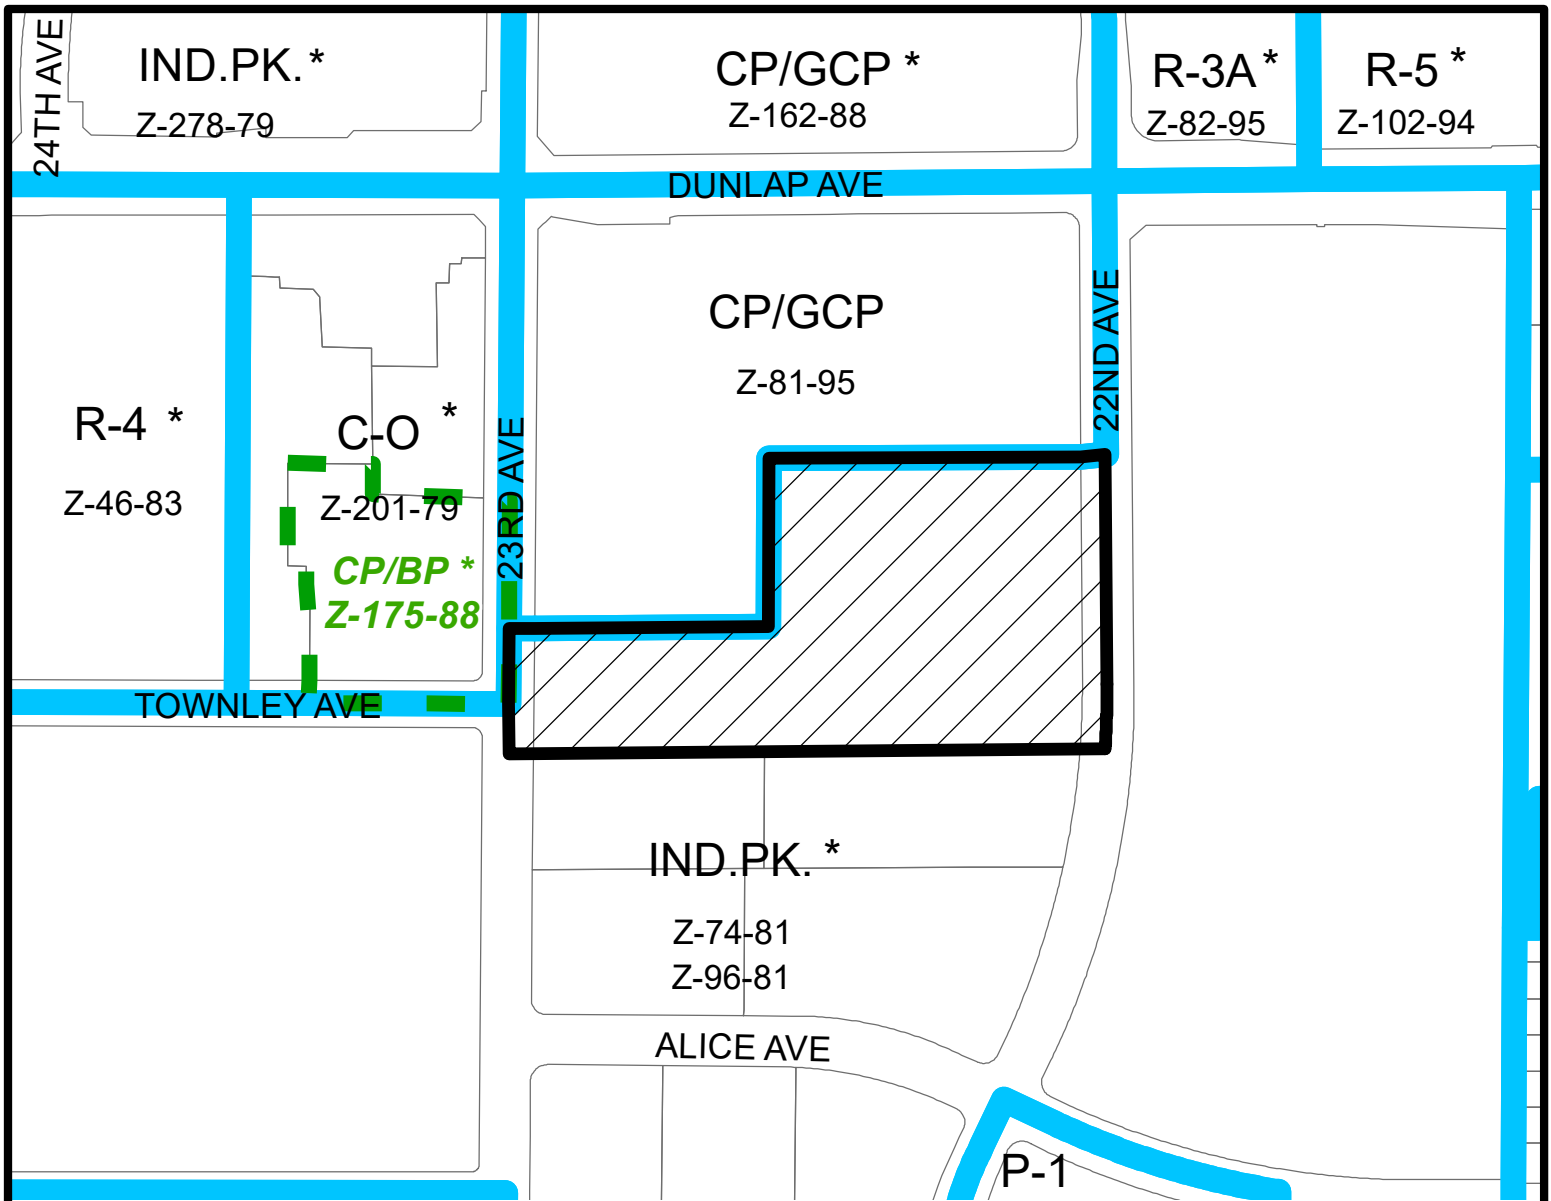 24TH AVE
IND.PK. *
Z-278-79
CP/GCP *
Z-162-88
R-3A *
Z-82-95
R-5 *
Z-102-94
DUNLAP AVE
CP/GCP
Z-81-95
22ND AVE
R-4 *
Z-46-83
C-O *
Z-201-79
CP/BP *
Z-175-88
23RD AVE
TOWNLEY AVE
IND.PK. *
Z-74-81
Z-96-81
ALICE AVE
P-1